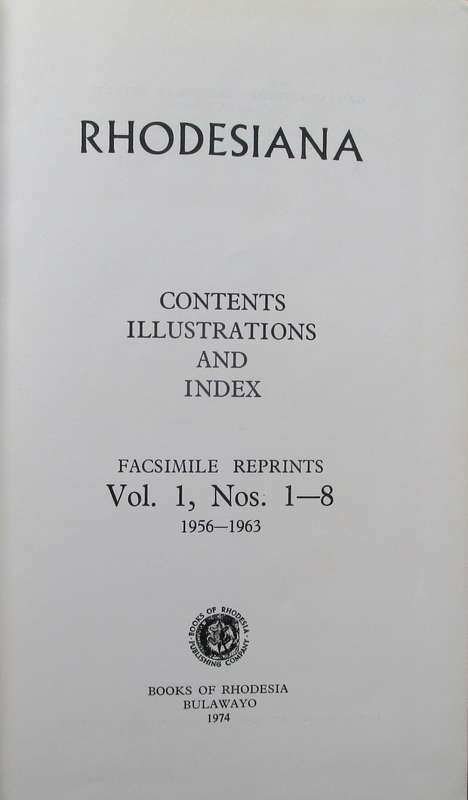 RHODESIANA
CONTENTS
ILLUSTRATIONS
AND
INDEX
FACSIMILE REPRINTS
Vol. 1, Nos. 1—8
1956—1963
BOOKS OF RHODESIA
PUBLISHING COMPANY
BOOKS OF RHODESIA
BULAWAYO
1974